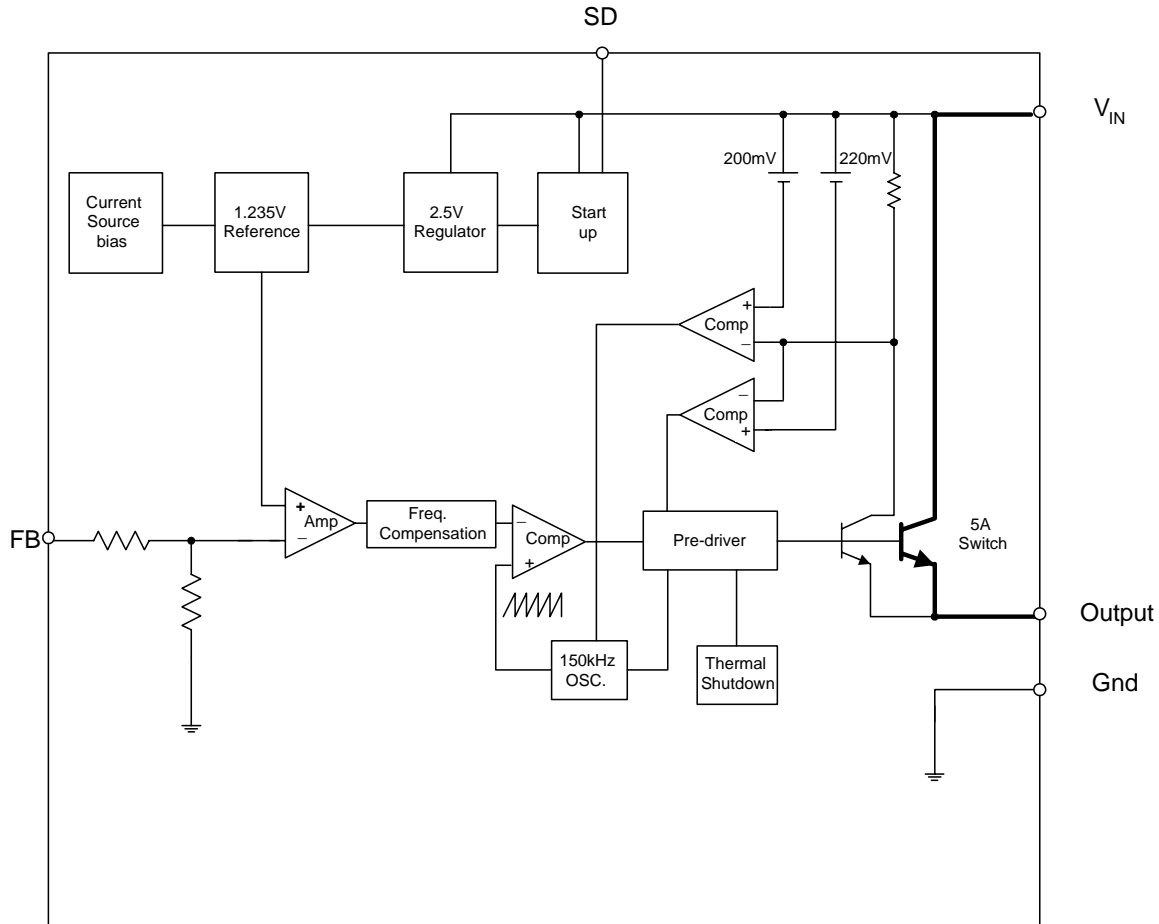 SD
V_IN
200mV
220mV
Current
Source
bias
1.235V
Reference
2.5V
Regulator
Start
up
+
Comp
−
−
Comp
+
FB
+
Amp
−
Freq.
Compensation
−
Comp
+
Pre-driver
5A
Switch
Output
150kHz
OSC.
Thermal
Shutdown
Gnd